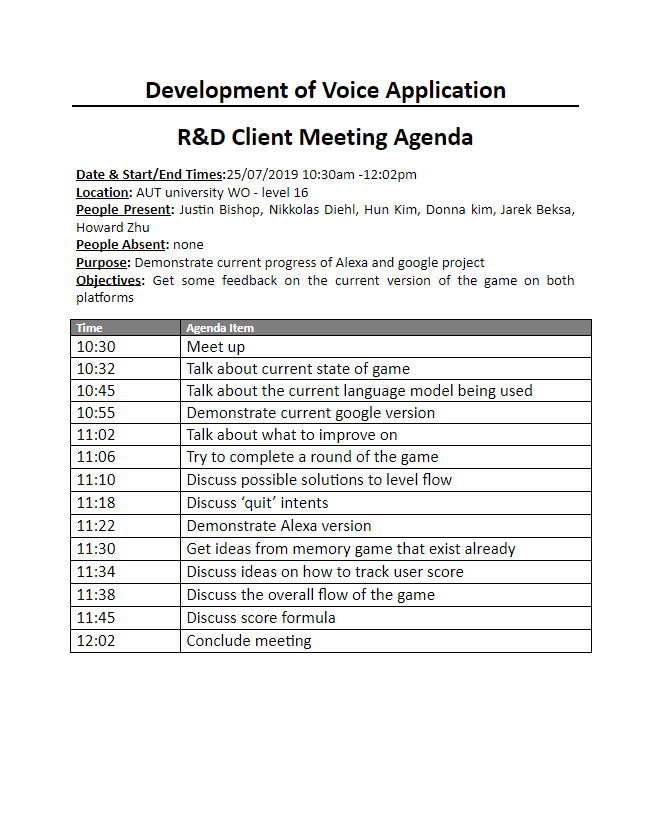 Development of Voice Application
R&D Client Meeting Agenda
Date & Start/End Times:25/07/2019 10:30am -12:02pm
Location: AUT university WO - level 16
People Present: Justin Bishop, Nikkolas Diehl, Hun Kim, Donna kim, Jarek Beksa,
Howard Zhu
People Absent: none
Purpose: Demonstrate current progress of Alexa and google project
Objectives: Get some feedback on the current version of the game on both
platforms
Time Agenda Item
10:30 Meet up
10:32 Talk about current state of game
10:45 Talk about the current language model being used
10:55 Demonstrate current google version
11:02 Talk about what to improve on
11:06 Try to complete a round of the game
11:10 Discuss possible solutions to level flow
11:18 Discuss ‘quit’ intents
11:22 Demonstrate Alexa version
11:30 Get ideas from memory game that exist already
11:34 Discuss ideas on how to track user score
11:38 Discuss the overall flow of the game
11:45 Discuss score formula
12:02 Conclude meeting